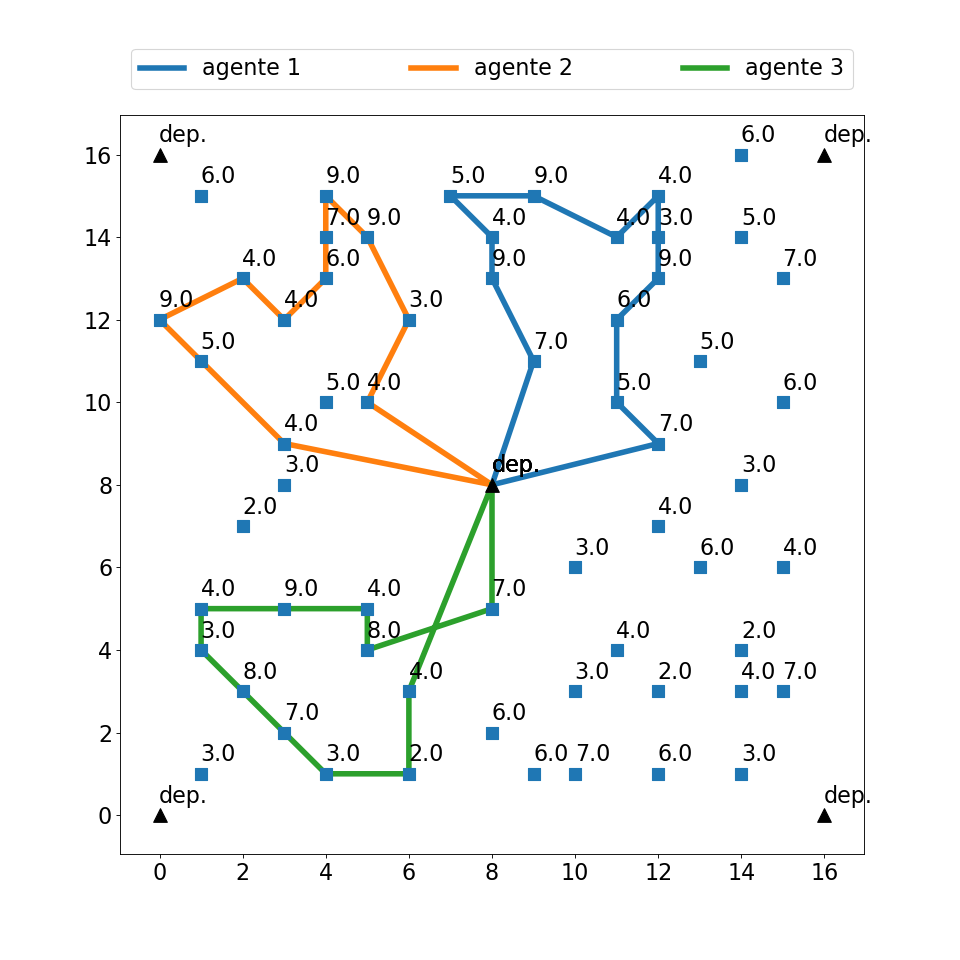 agente 1 agente 2 agente 3
dep. 6.0 dep.
16
6.0 9.0 5.0 9.0 4.0
7.0 9.0 4.0 4.0 3.0 5.0
14
4.0 6.0 9.0 9.0 7.0
9.0 4.0 3.0 6.0
12
5.0 7.0 5.0
5.0 4.0 5.0 6.0
10
4.0 7.0
3.0 dep. 3.0
8
2.0 4.0
3.0 6.0 4.0
6
4.0 9.0 4.0 7.0
3.0 8.0 4.0 2.0
4
8.0 4.0 3.0 2.0 4.0 7.0
7.0 6.0
2
3.0 3.0 2.0 6.0 7.0 6.0 3.0
dep. dep.
0
0 2 4 6 8 10 12 14 16